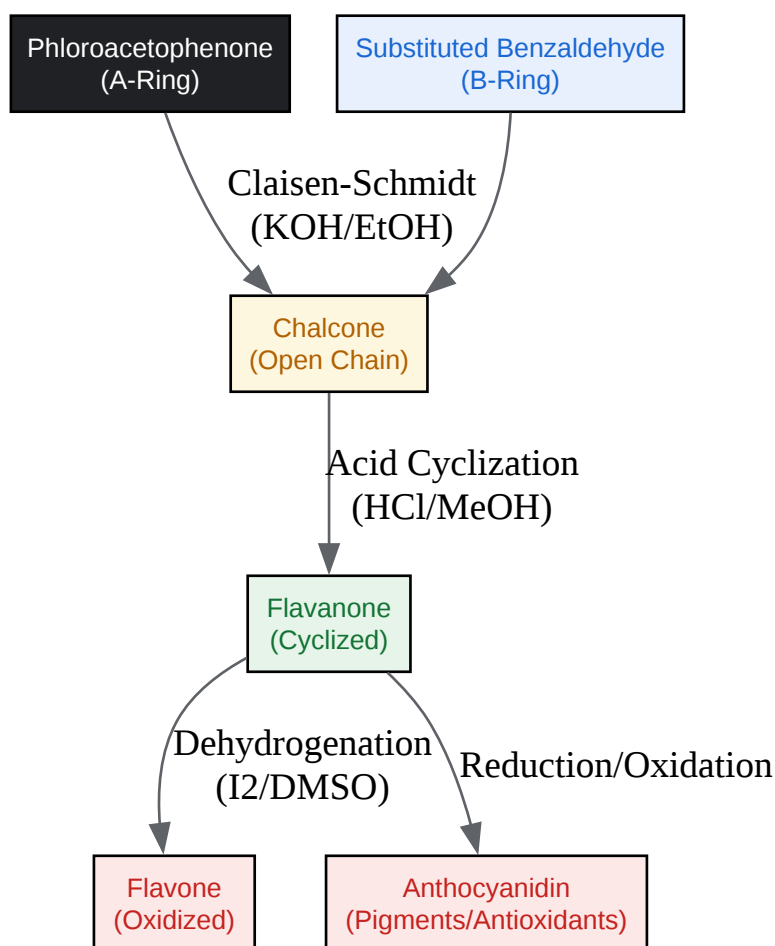 Phloroacetophenone
(A-Ring)
Substituted Benzaldehyde
(B-Ring)
Claisen-Schmidt
(KOH/EtOH)
Chalcone
(Open Chain)
Acid Cyclization
(HCl/MeOH)
Flavanone
(Cyclized)
Dehydrogenation
(I2/DMSO)
Reduction/Oxidation
Flavone
(Oxidized)
Anthocyanidin
(Pigments/Antioxidants)